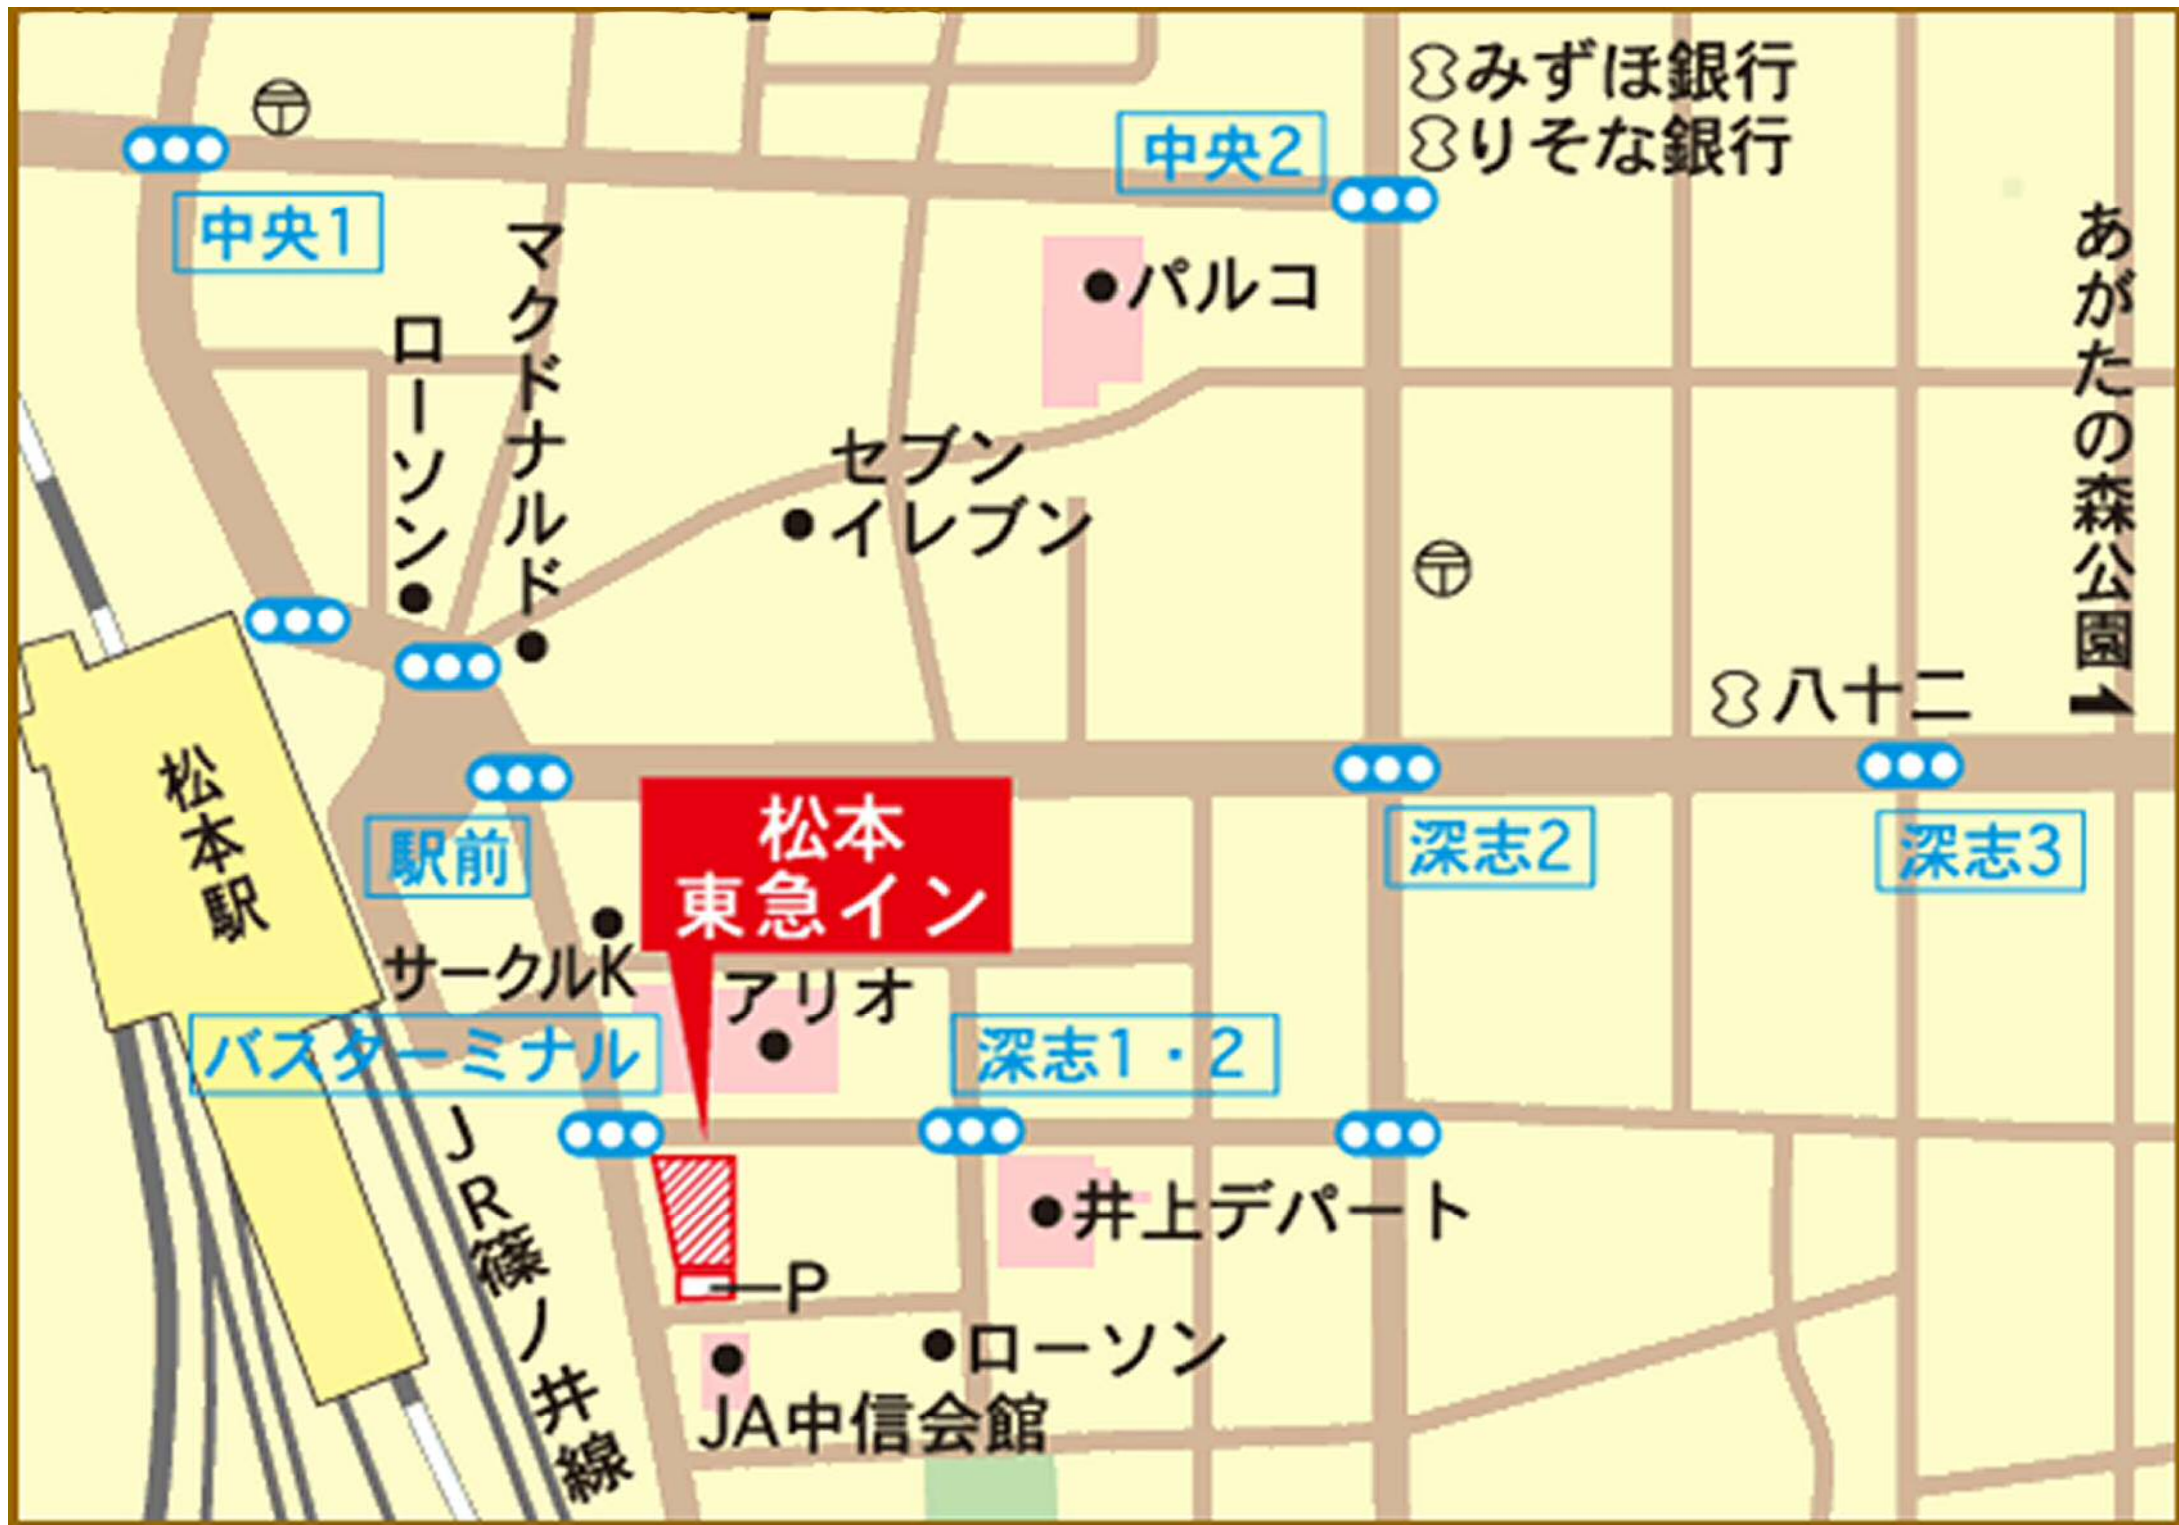 みずほ銀行
りそな銀行
中央2
中央1
マクドナルド
ローソン
パルコ
あがたの森公園
セブン
イレブン
八十二
松本駅
駅前
松本
東急イン
深志2
深志3
サークルK
アリオ
バスターミナル
深志1・2
JR篠ノ井線
井上デパート
P
ローソン
JA中信会館